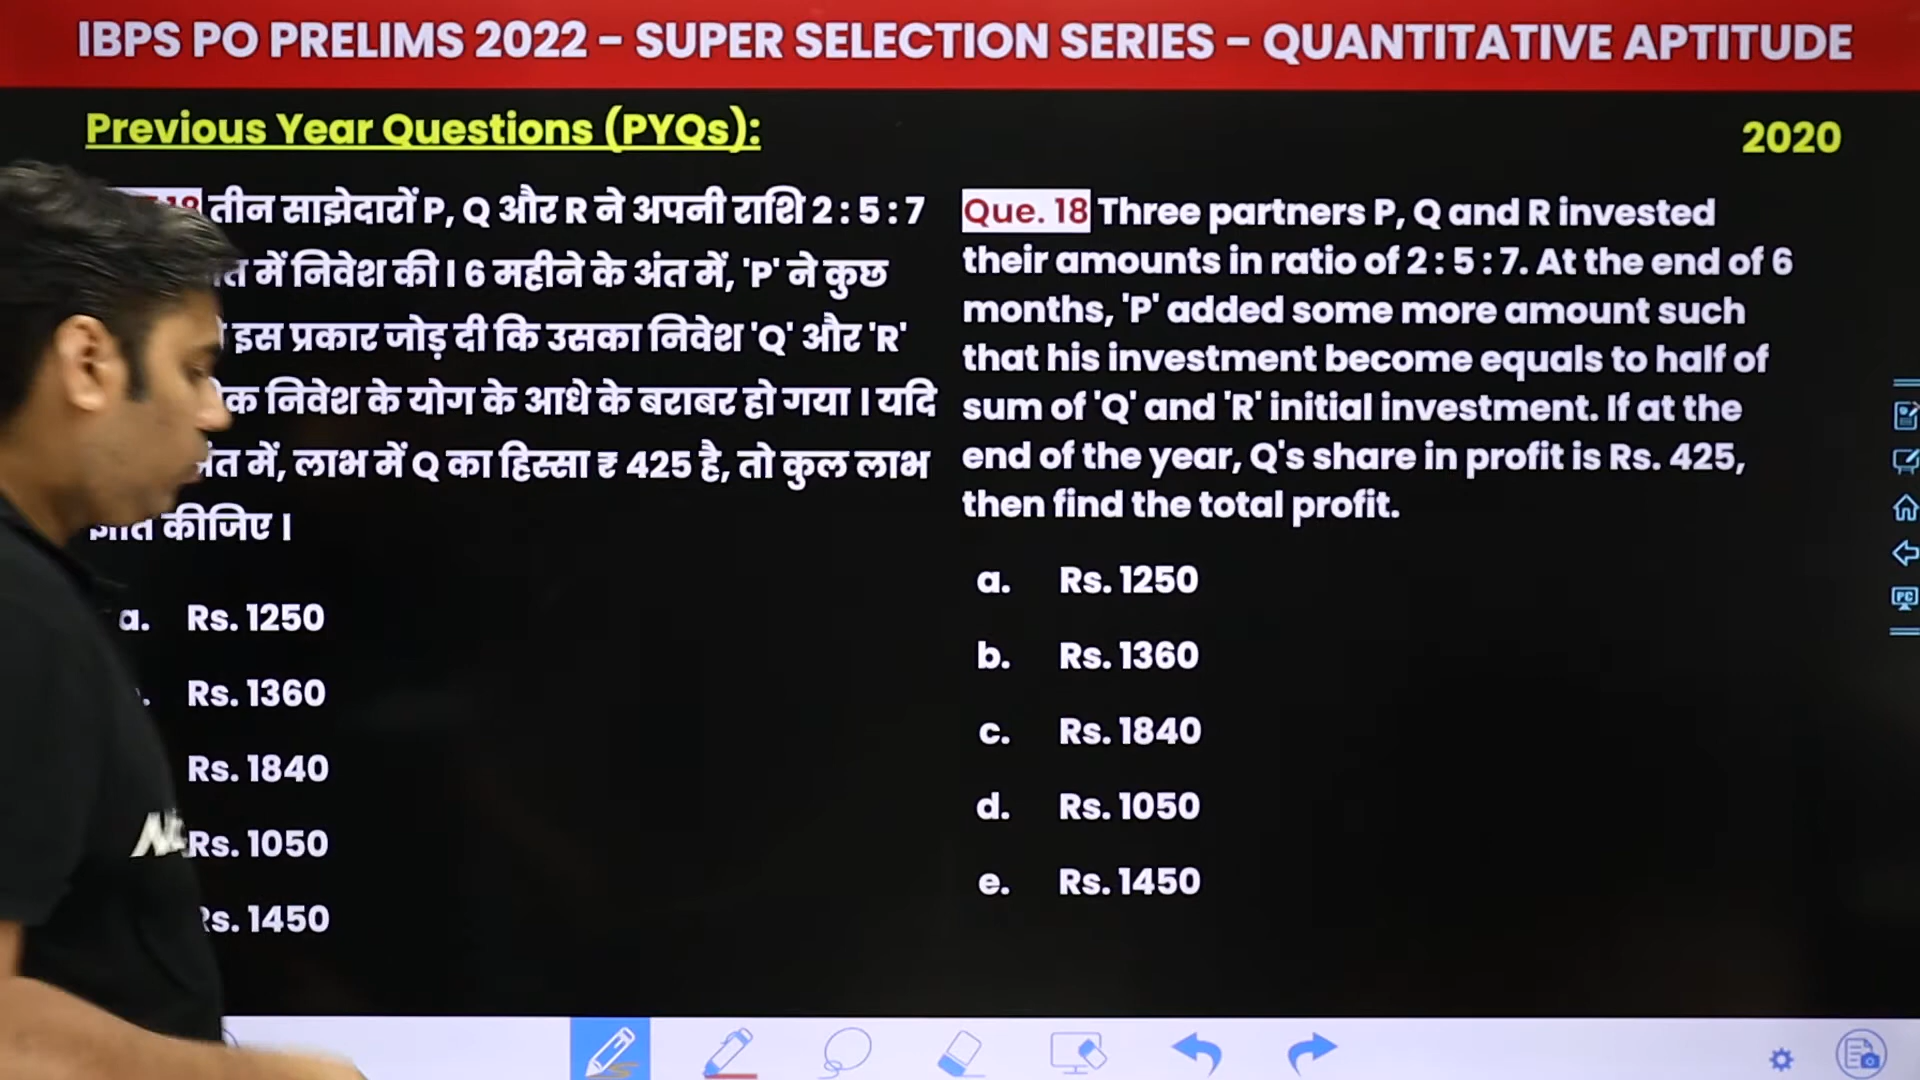 IBPS PO PRELIMS 2022 - SUPER SELECTION SERIES - QUANTITATIVE APTITUDE
Previous Year Questions (PYQs):
2020
18 तीन साझेदारों P, Q और R ने अपनी राशि 2 : 5 : 7
में निवेश की। 6 महीने के अंत में, 'P' ने कुछ
इस प्रकार जोड़ दी कि उसका निवेश 'Q' और 'R'
निवेश के योग के आधे के बराबर हो गया । यदि
में, लाभ में Q का हिस्सा ₹ 425 है, तो कुल लाभ
कीजिए ।
a. Rs. 1250
Rs. 1360
Rs. 1840
Rs. 1050
Rs. 1450
Que. 18 Three partners P, Q and R invested
their amounts in ratio of 2 : 5 : 7. At the end of 6
months, 'P' added some more amount such
that his investment become equals to half of
sum of 'Q' and 'R' initial investment. If at the
end of the year, Q's share in profit is Rs. 425,
then find the total profit.
a. Rs. 1250
b. Rs. 1360
c. Rs. 1840
d. Rs. 1050
e. Rs. 1450
PC